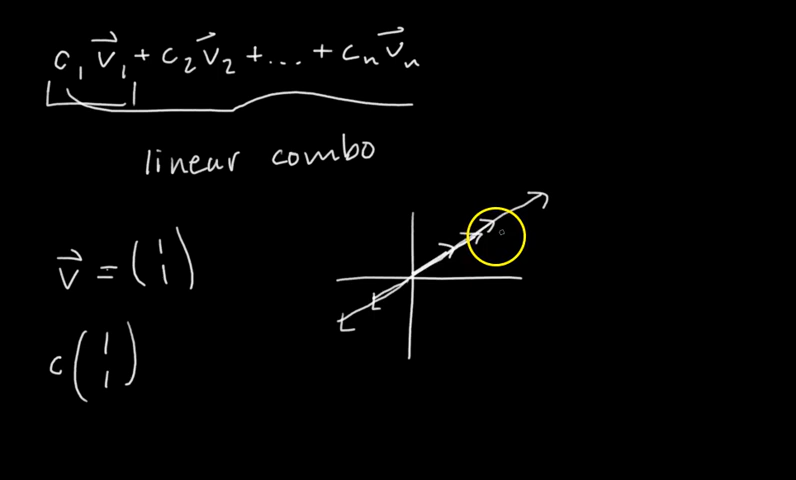 c₁v⃗₁ + c₂v⃗₂ + ... + cₙv⃗ₙ
linear combo
v⃗ = (1 1)
c(1 1)